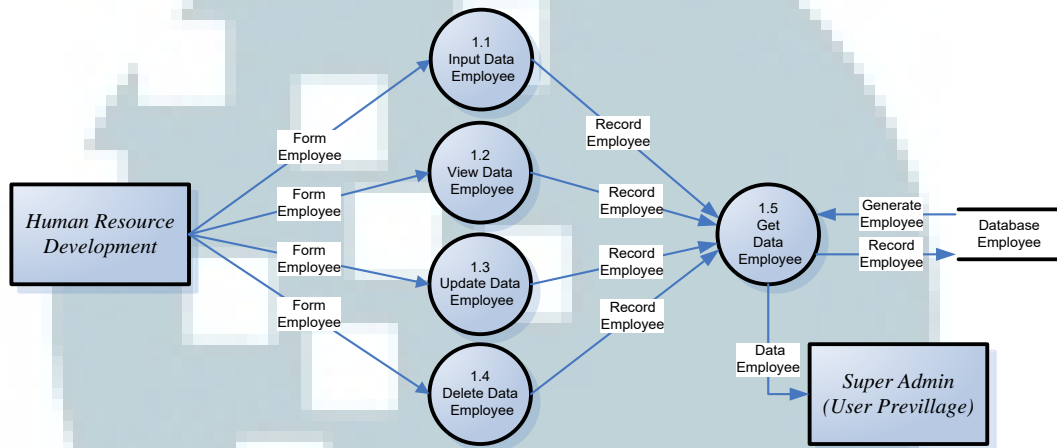 1.1
Input Data
Employee
Form
Employee
Record
Employee
1.2
View Data
Employee
Form
Employee
Record
Employee
Human Resource
Development
1.5
Get
Data
Employee
Generate
Employee
Database
Employee
Record
Employee
Form
Employee
1.3
Update Data
Employee
Record
Employee
Form
Employee
Record
Employee
1.4
Delete Data
Employee
Data
Employee
Super Admin
(User Previllage)